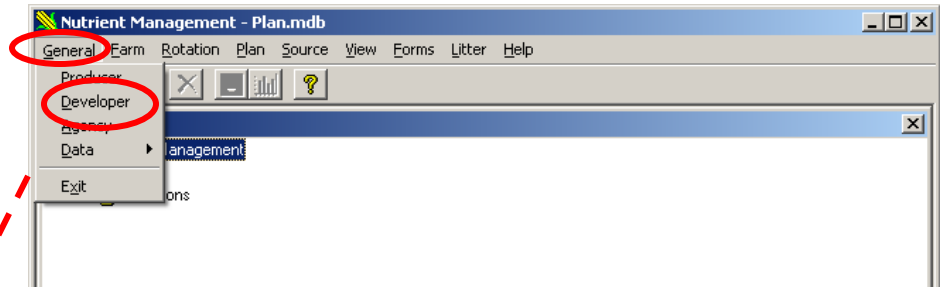 Nutrient Management - Plan.mdb
General Farm Rotation Plan Source View Forms Litter Help
Producer
Developer
Agency
Data anagement
Exit ons